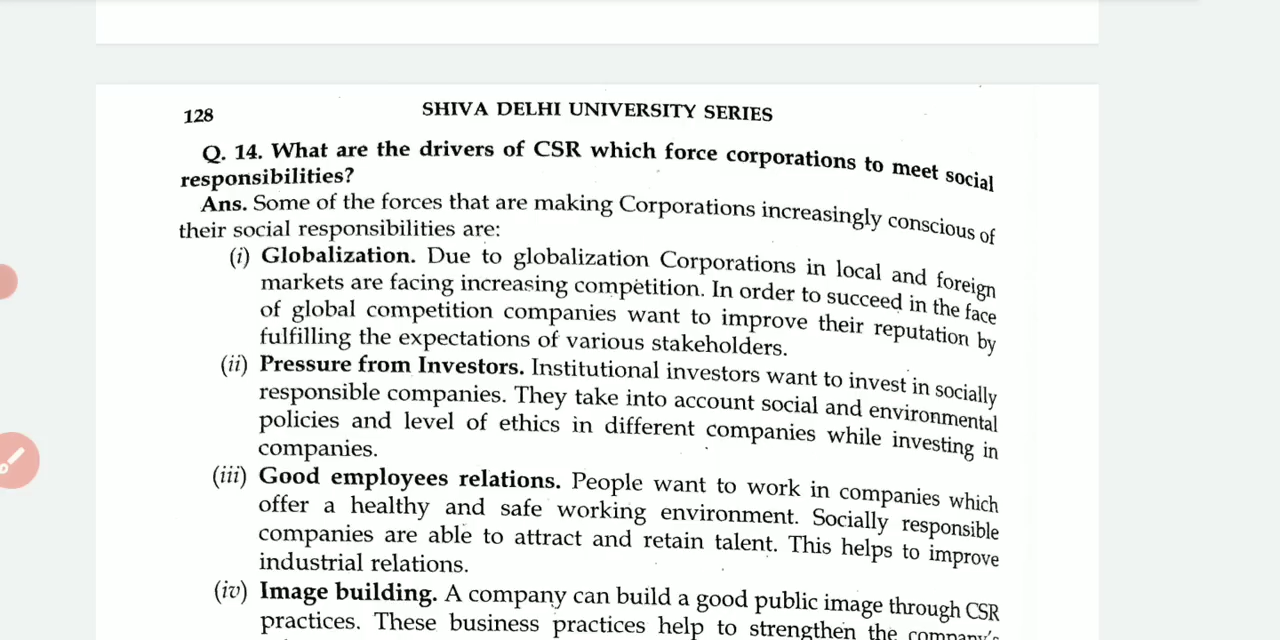 128
SHIVA DELHI UNIVERSITY SERIES
Q. 14. What are the drivers of CSR which force corporations to meet social
responsibilities?
Ans. Some of the forces that are making Corporations increasingly conscious of
their social responsibilities are:
(i) Globalization. Due to globalization Corporations in local and foreign
markets are facing increasing competition. In order to succeed in the face
of global competition companies want to improve their reputation by
fulfilling the expectations of various stakeholders.
(ii) Pressure from Investors. Institutional investors want to invest in socially
responsible companies. They take into account social and environmental
policies and level of ethics in different companies while investing in
companies.
(iii) Good employees relations. People want to work in companies which
offer a healthy and safe working environment. Socially responsible
companies are able to attract and retain talent. This helps to improve
industrial relations.
(iv) Image building. A company can build a good public image through CSR
practices. These business practices help to strengthen the company's